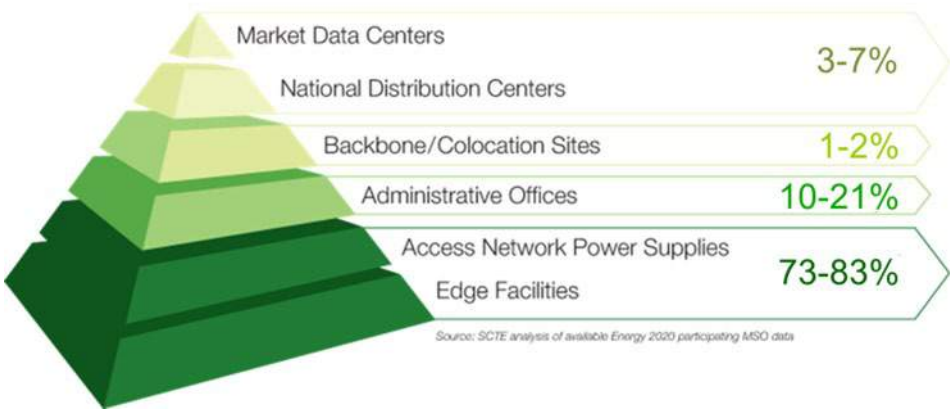 Market Data Centers
3-7%
National Distribution Centers
Backbone/Colocation Sites
1-2%
Administrative Offices
10-21%
Access Network Power Supplies
73-83%
Edge Facilities
Source: SCTE analysis of available Energy 2020 participating MSO data